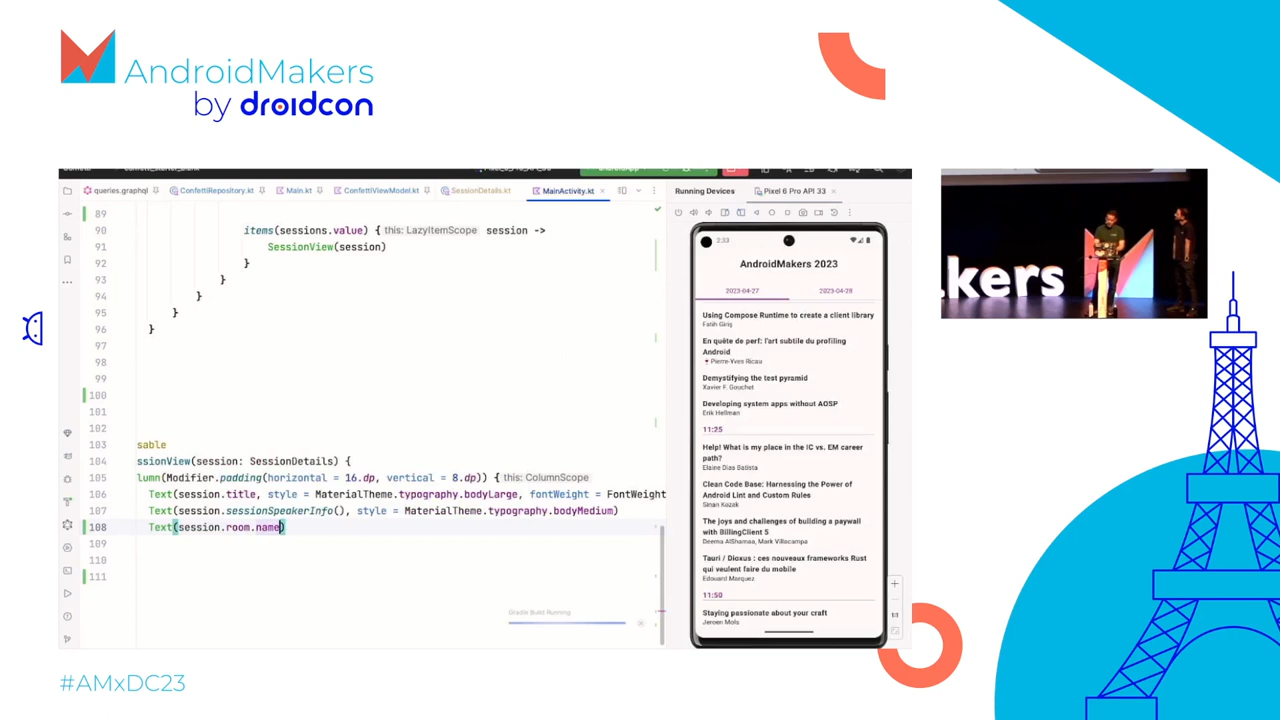 AndroidMakers
by droidcon
queries.graphql
ConfettiRepository.kt
Main.kt
ConfettiViewModel.kt
SessionDetails.kt
MainActivity.kt
89
90 items(sessions.value) { this: LazyItemScope session ->
91 SessionView(session)
92 }
93 }
94 }
95 }
96 }
97
98
99
100
101
102
103 sable
104 ssionView(session: SessionDetails) {
105 lumn(Modifier.padding(horizontal = 16.dp, vertical = 8.dp)) { this: ColumnScope
106 Text(session.title, style = MaterialTheme.typography.bodyLarge, fontWeight = FontWeight
107 Text(session.sessionSpeakerInfo(), style = MaterialTheme.typography.bodyMedium)
108 Text(session.room.name)
109
110
111
Gradle Build Running
Running Devices
Pixel 6 Pro API 33
2:33
AndroidMakers 2023
2023-04-27 2023-04-28
Using Compose Runtime to create a client library
Fatih Giriş
En quête de perf: l'art subtile du profiling
Android
Pierre-Yves Ricau
Demystifying the test pyramid
Xavier F. Gouchet
Developing system apps without AOSP
Erik Hellman
11:25
Help! What is my place in the IC vs. EM career
path?
Elaine Dias Batista
Clean Code Base: Harnessing the Power of
Android Lint and Custom Rules
Sinan Kozak
The joys and challenges of building a paywall
with BillingClient 5
Deema AlShamaa, Mark Villacampa
Tauri / Dioxus : ces nouveaux frameworks Rust
qui veulent faire du mobile
Edouard Marquez
11:50
Staying passionate about your craft
Jeroen Mols
1:1
kers
#AMxDC23